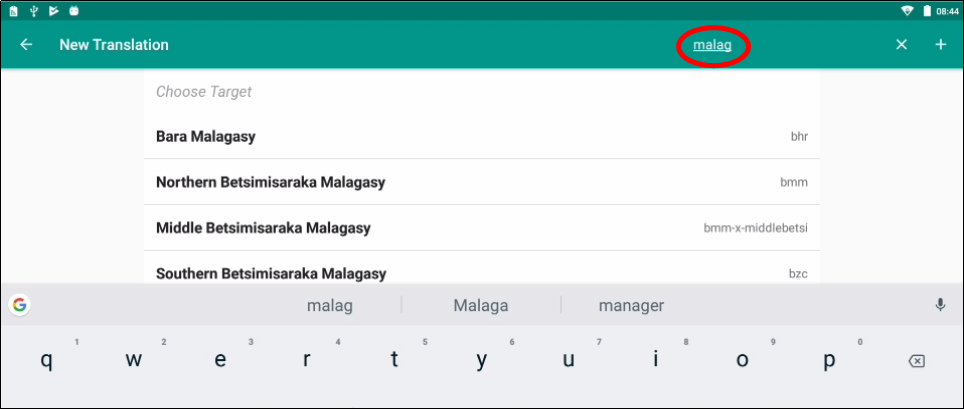 08:44
New Translation malag
Choose Target
Bara Malagasy bhr
Northern Betsimisaraka Malagasy bmm
Middle Betsimisaraka Malagasy bmm-x-middlebetsi
Southern Betsimisaraka Malagasy bzc
malag Malaga manager
1 2 3 4 5 6 7 8 9 0
q w e r t y u i o p